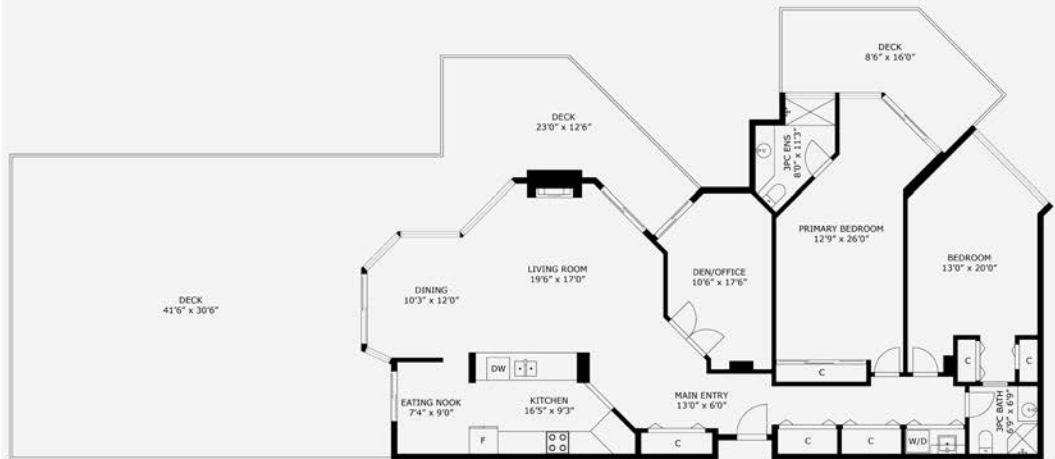 DECK
8'6" x 16'0"
DECK
23'0" x 12'6"
3PC ENS
8'0" x 11'3"
PRIMARY BEDROOM
12'9" x 26'0"
BEDROOM
13'0" x 20'0"
LIVING ROOM
19'6" x 17'0"
DEN/OFFICE
10'6" x 17'6"
DINING
10'3" x 12'0"
DECK
41'6" x 30'6"
DW
C
C
C
EATING NOOK
7'4" x 9'0"
KITCHEN
16'5" x 9'3"
MAIN ENTRY
13'0" x 6'0"
3PC BATH
6'9" x 6'9"
F
C
C
C
W/D